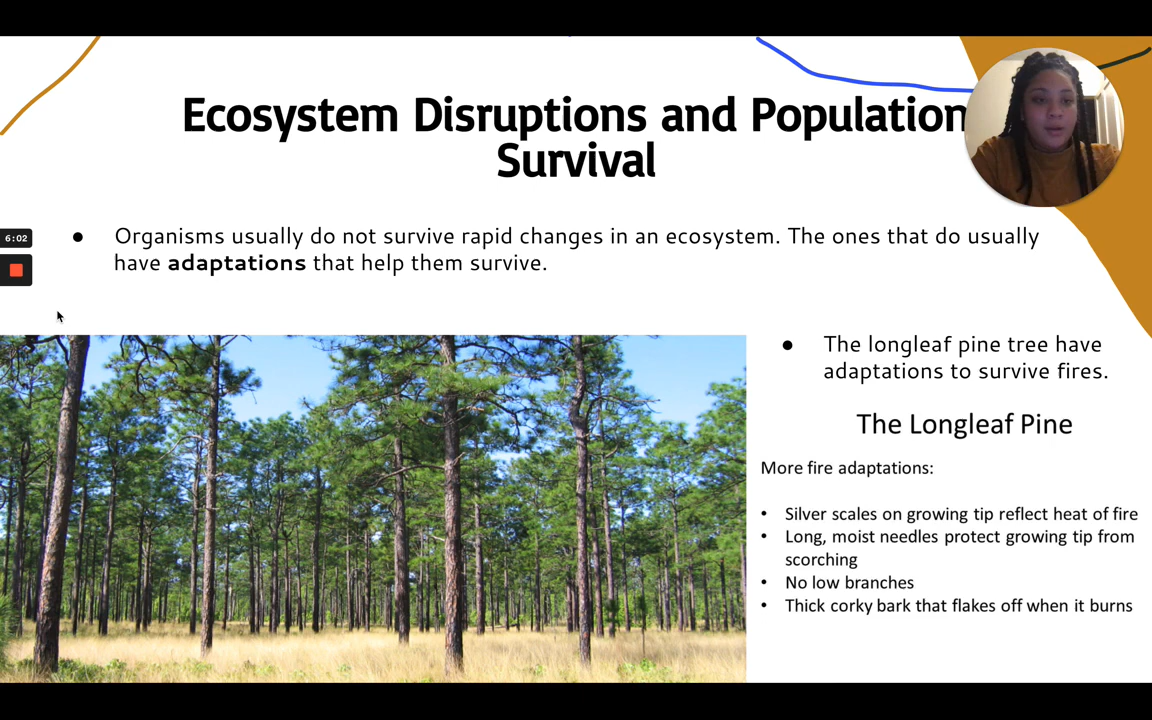 Ecosystem Disruptions and Population
Survival
6:02
● Organisms usually do not survive rapid changes in an ecosystem. The ones that do usually
have adaptations that help them survive.
● The longleaf pine tree have
adaptations to survive fires.
The Longleaf Pine
More fire adaptations:
• Silver scales on growing tip reflect heat of fire
• Long, moist needles protect growing tip from
scorching
• No low branches
• Thick corky bark that flakes off when it burns